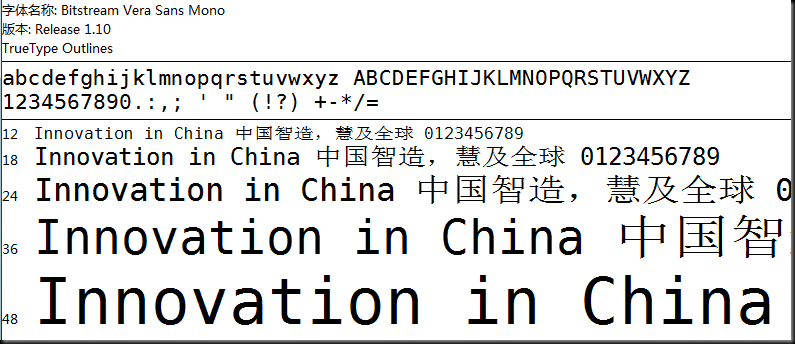 字体名称: Bitstream Vera Sans Mono
版本: Release 1.10
TrueType Outlines
abcdefghijklmnopqrstuvwxyz ABCDEFGHIJKLMNOPQRSTUVWXYZ
1234567890.:,; ' " (!?) +-*/=
12 Innovation in China 中国智造，慧及全球 0123456789
18 Innovation in China 中国智造，慧及全球 0123456789
24 Innovation in China 中国智造，慧及全球 0
36 Innovation in China 中国智
48 Innovation in China